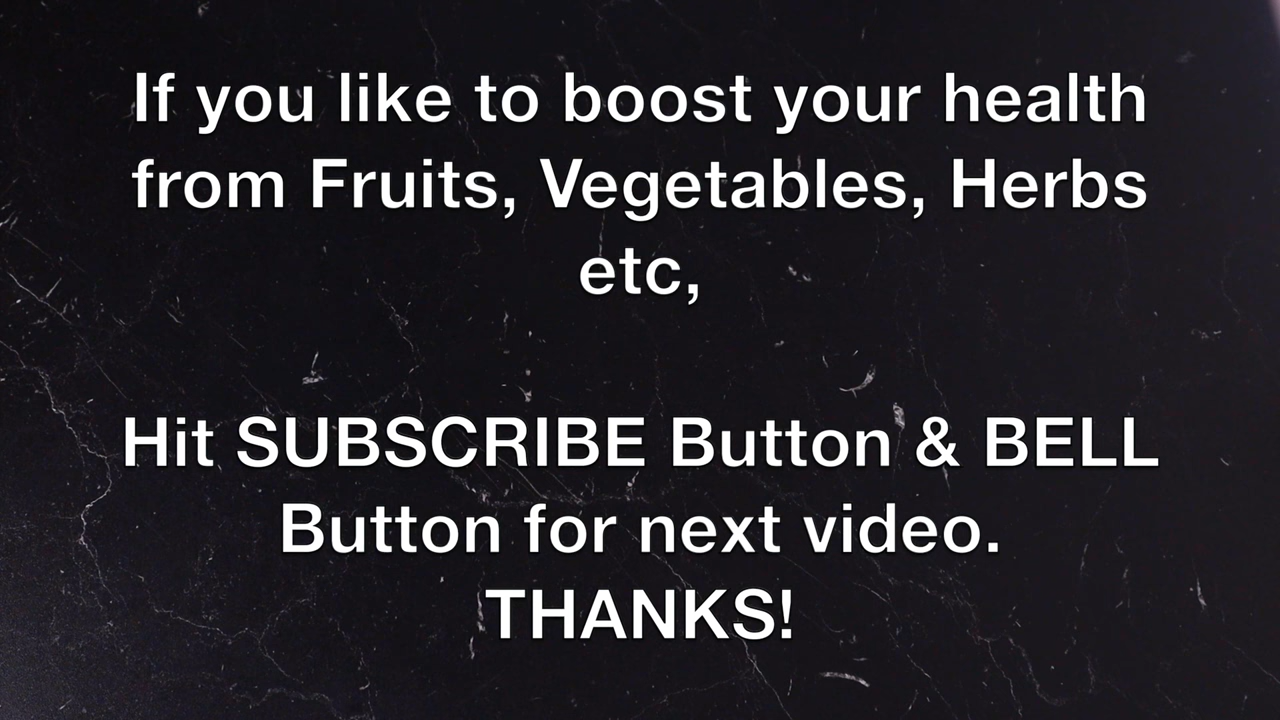 If you like to boost your health
from Fruits, Vegetables, Herbs
etc,
Hit SUBSCRIBE Button & BELL
Button for next video.
THANKS!